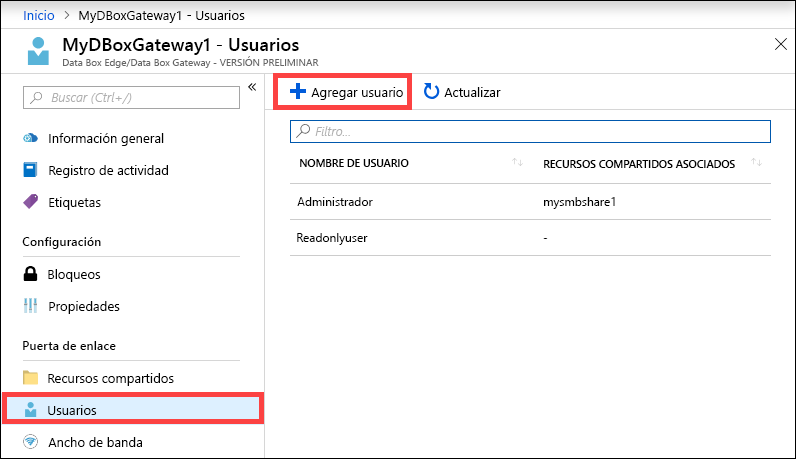 Inicio > MyDBoxGateway1 - Usuarios
MyDBoxGateway1 - Usuarios
Data Box Edge/Data Box Gateway - VERSIÓN PRELIMINAR
Buscar (Ctrl+/)
Información general
Registro de actividad
Etiquetas
Configuración
Bloqueos
Propiedades
Puerta de enlace
Recursos compartidos
Usuarios
Ancho de banda
Agregar usuario Actualizar
Filtro...
NOMBRE DE USUARIO RECURSOS COMPARTIDOS ASOCIADOS
Administrador mysmbshare1
Readonlyuser -